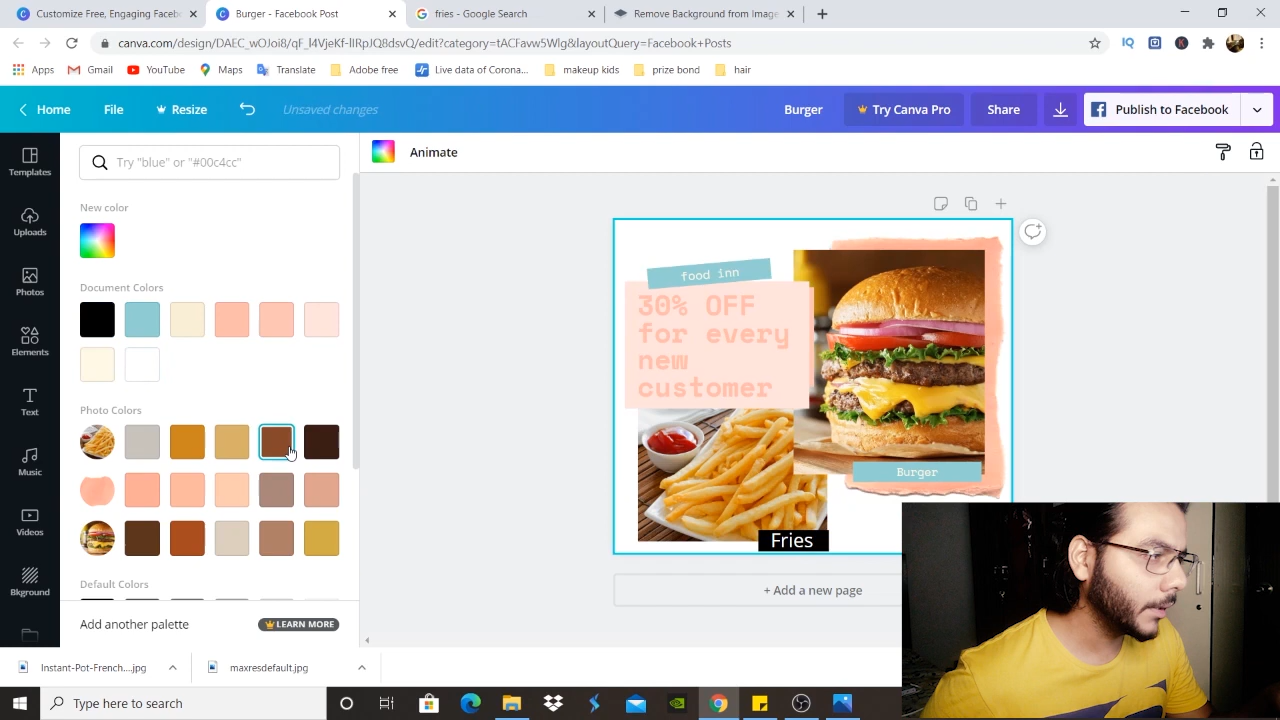 Customize Free, Engaging Faceb
Burger - Facebook Post
fries - Google Search
Remove Background from Image
canva.com/design/DAEC_wOJoi8/qF_l4VjeKf-lIRpJQ8dsvQ/edit?category=tACFavw5Wlg&layoutQuery=Facebook+Posts
Apps
Gmail
YouTube
Maps
Translate
Adobe free
Live data of Corona...
makeup kids
prize bond
hair
Home
File
Resize
Unsaved changes
Burger
Try Canva Pro
Share
Publish to Facebook
Templates
Uploads
Photos
Elements
Text
Music
Videos
Bkground
Try "blue" or "#00c4cc"
Animate
New color
Document Colors
Photo Colors
Default Colors
Add another palette
LEARN MORE
food inn
30% OFF
for every
new
customer
Burger
Fries
+ Add a new page
Instant-Pot-French....jpg
maxresdefault.jpg
Type here to search